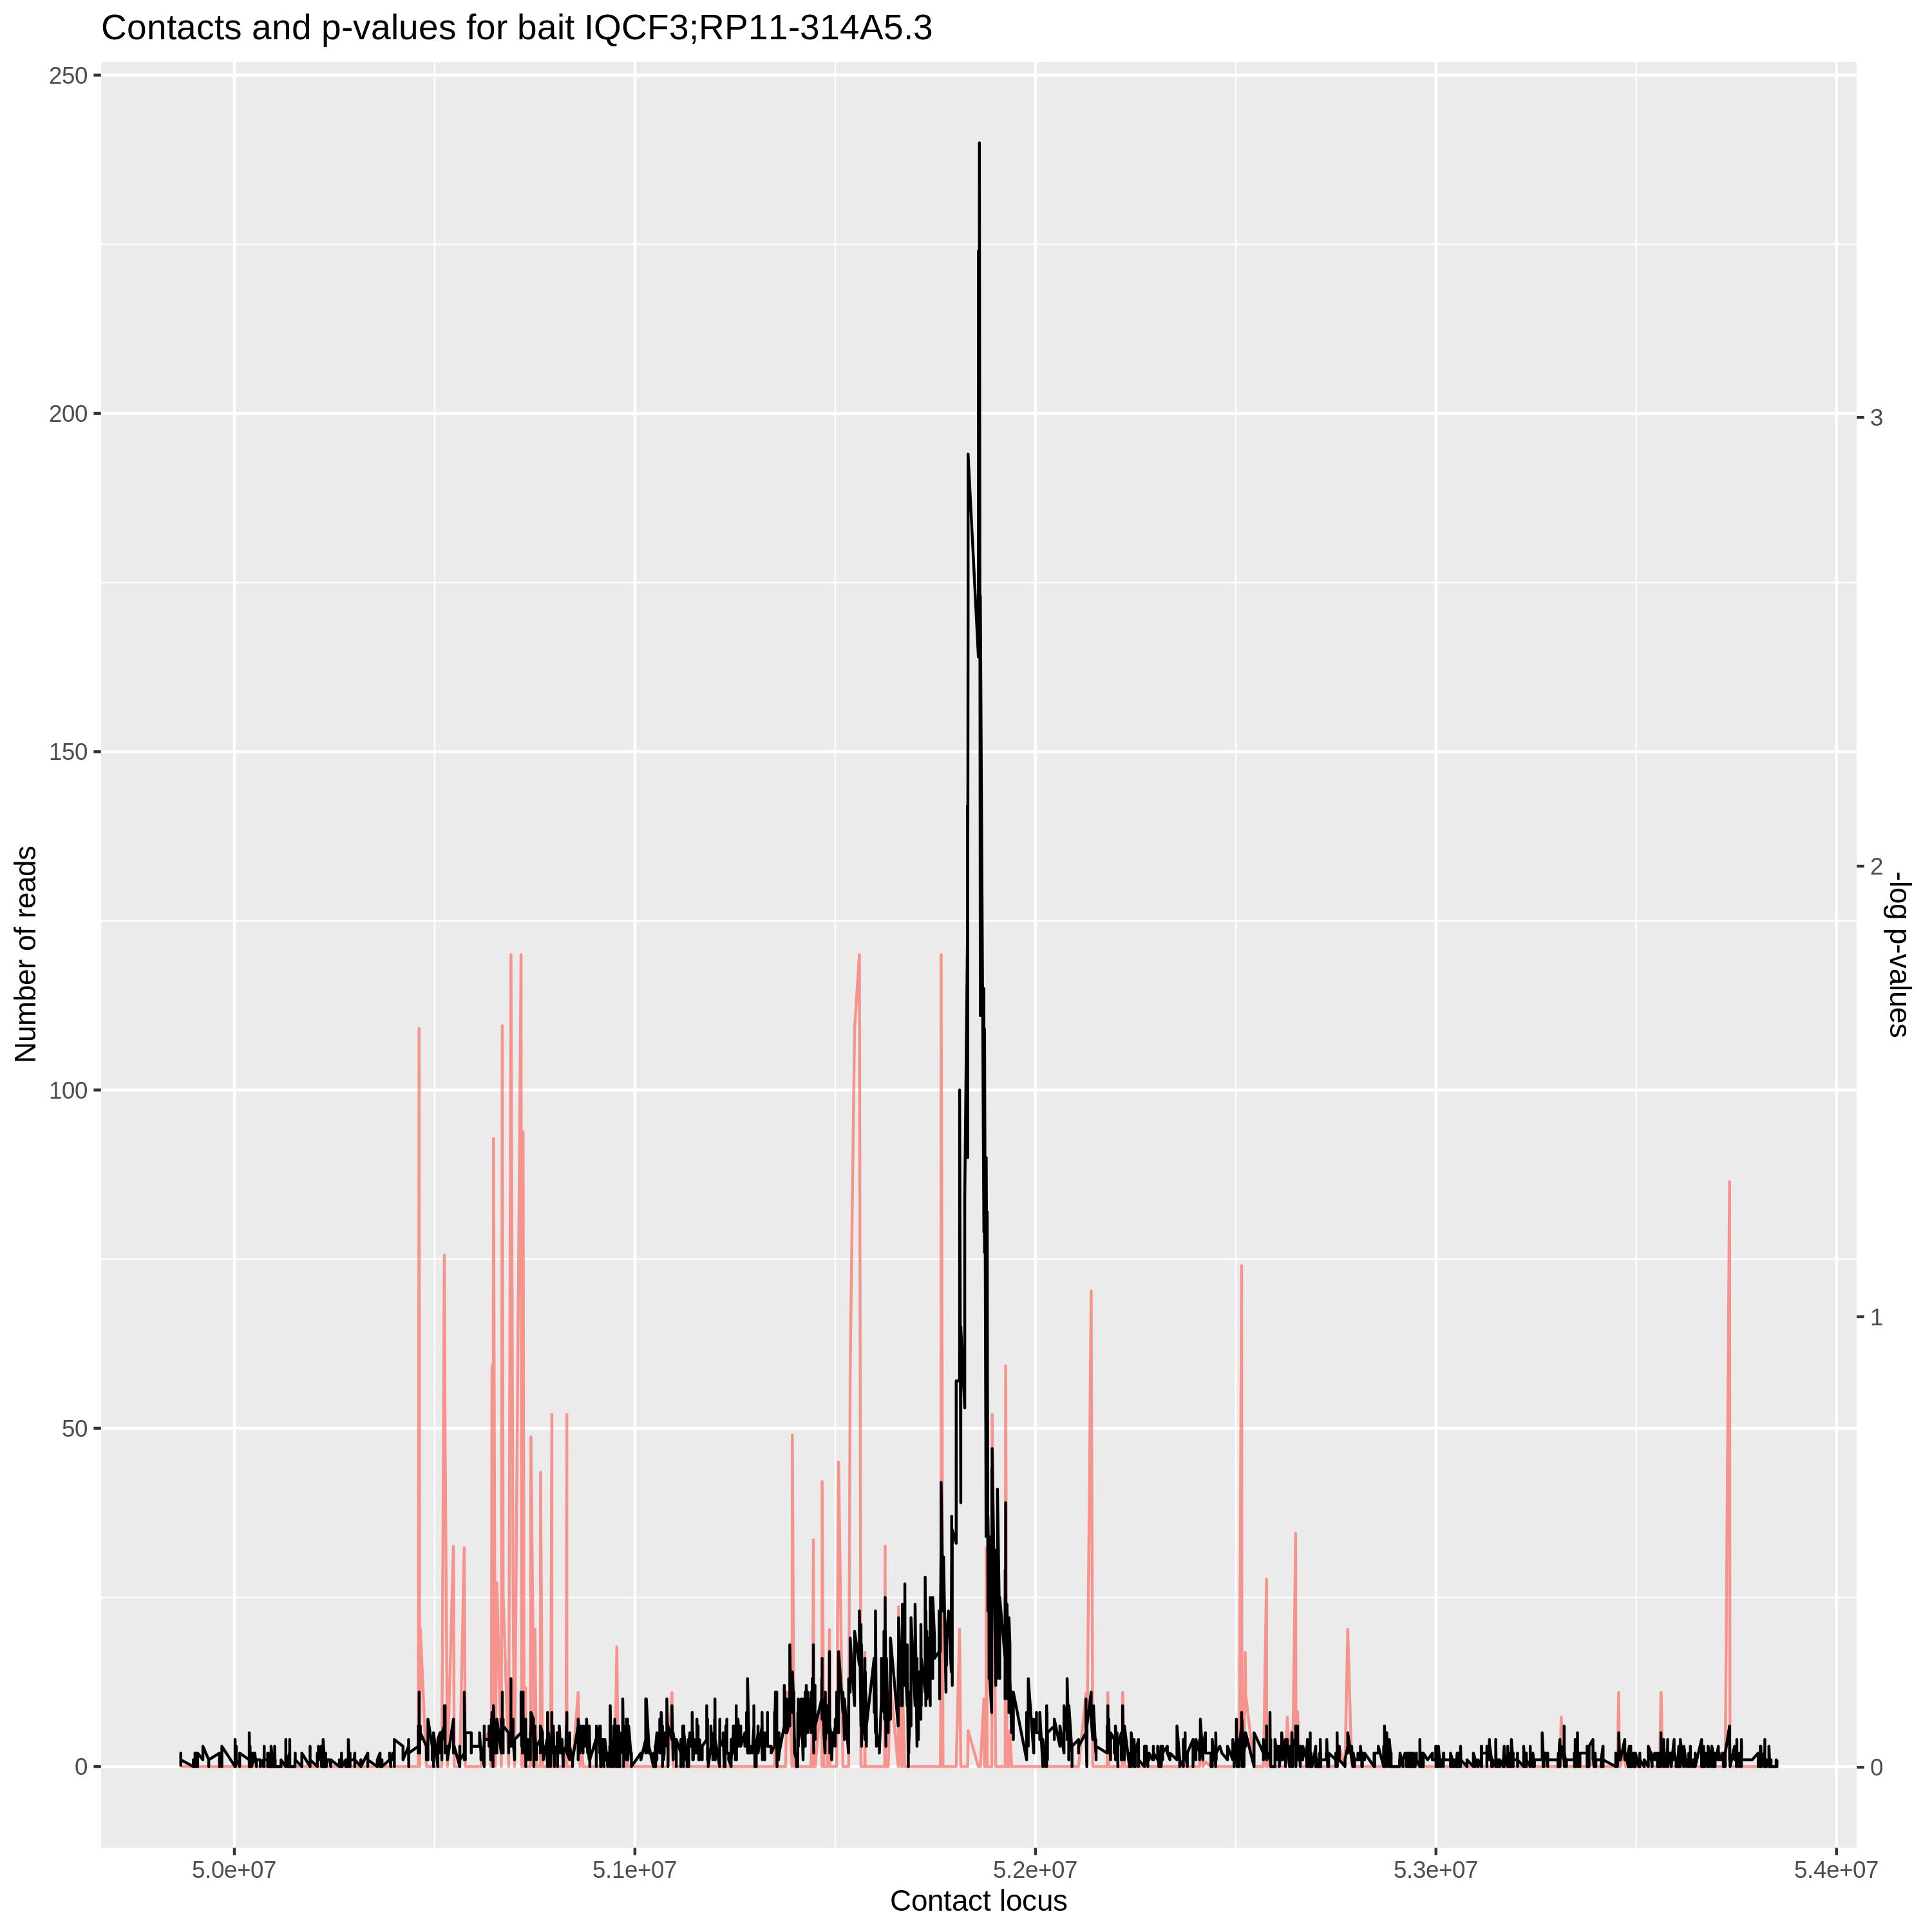 Contacts and p-values for bait IQCF3;RP11-314A5.3
250
200
150
100
50
0
Number of reads
3
2
1
0
-log p-values
5.0e+07
5.1e+07
5.2e+07
5.3e+07
5.4e+07
Contact locus